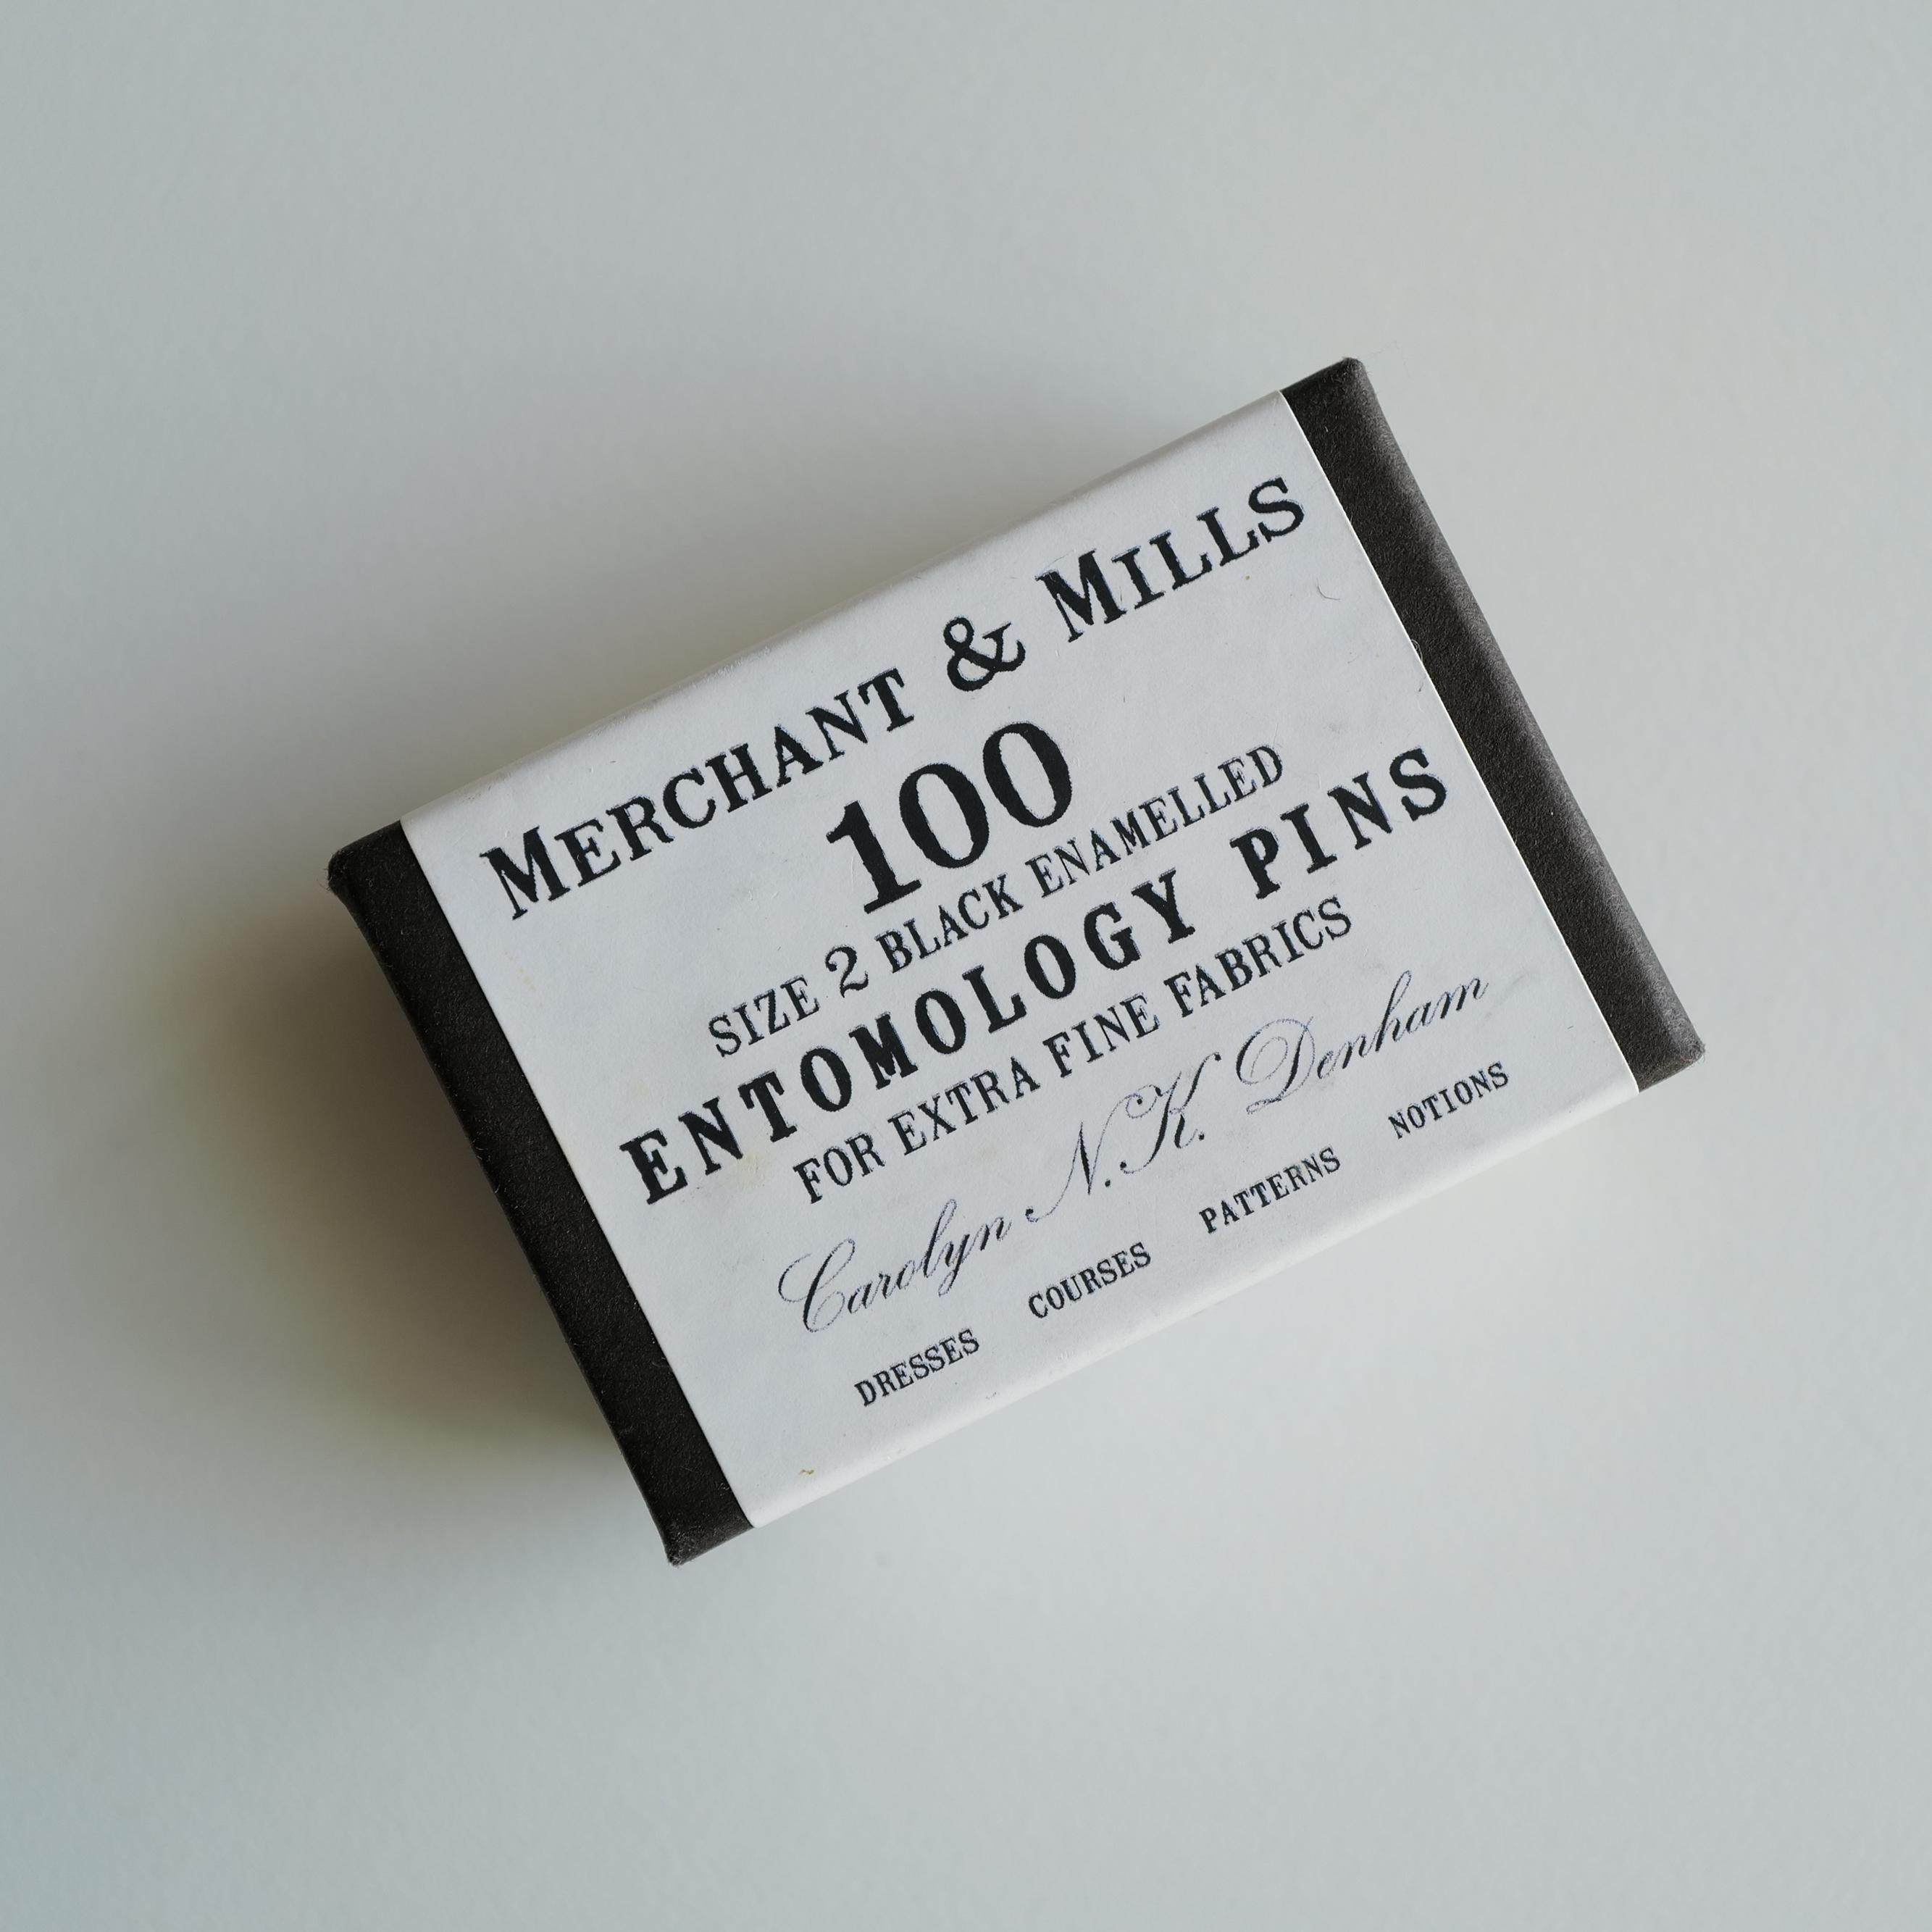 MERCHANT & MILLS
100
SIZE 2 BLACK ENAMELLED
ENTOMOLOGY PINS
FOR EXTRA FINE FABRICS
Carolyn N.K. Denham
DRESSES COURSES PATTERNS NOTIONS